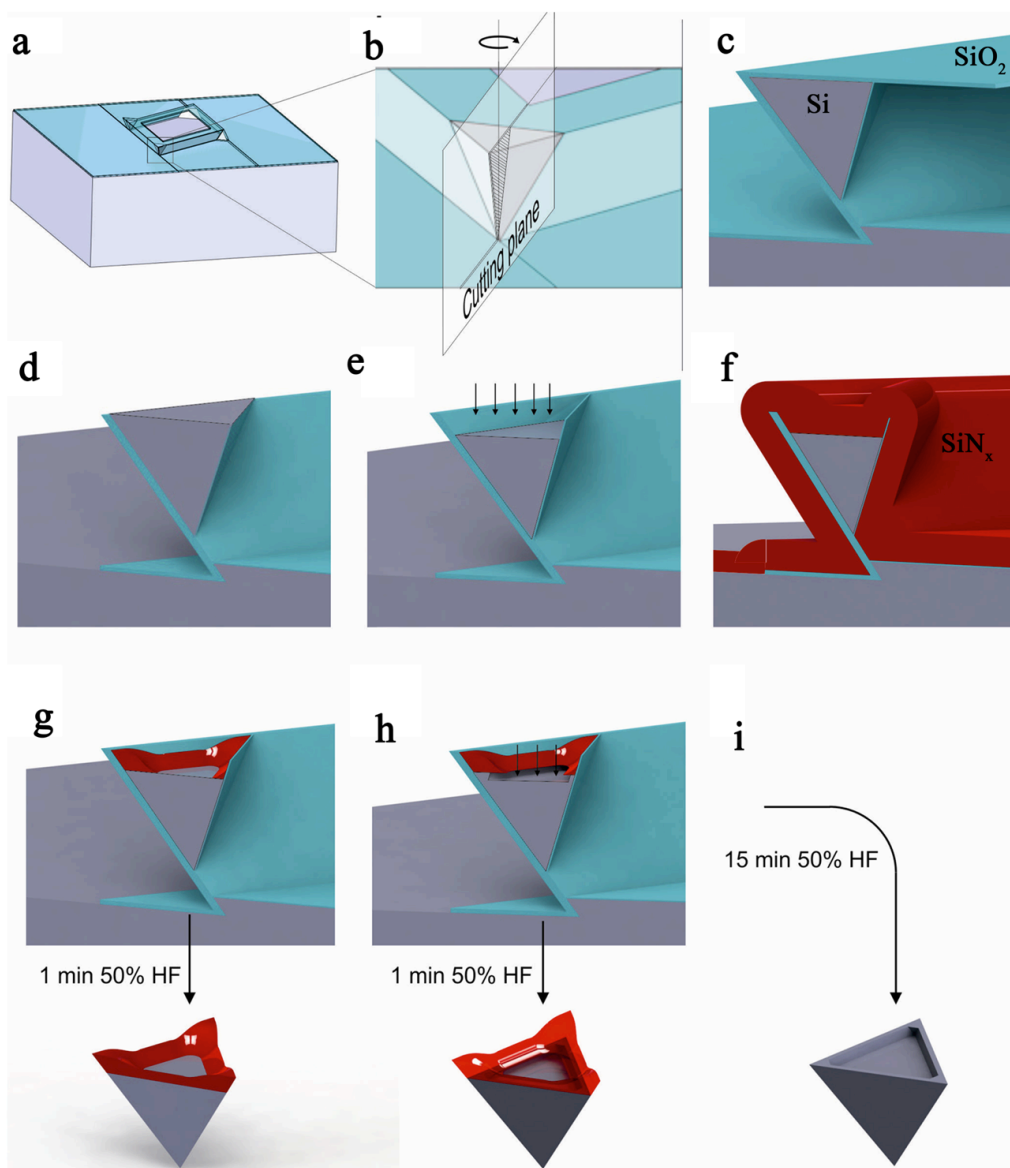 a
b
c
SiO₂
Si
Cutting plane
d
e
f
SiNₓ
g
h
i
15 min 50% HF
1 min 50% HF
1 min 50% HF